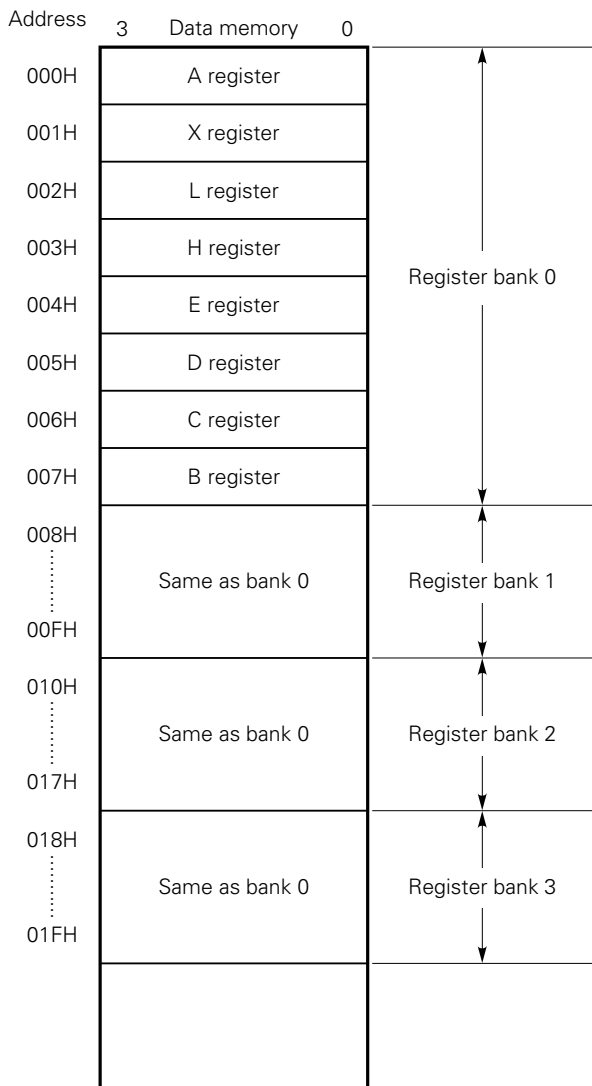 Address
3 Data memory 0
000H A register
001H X register
002H L register
003H H register
Register bank 0
004H E register
005H D register
006H C register
007H B register
008H
Same as bank 0 Register bank 1
00FH
010H
Same as bank 0 Register bank 2
017H
018H
Same as bank 0 Register bank 3
01FH